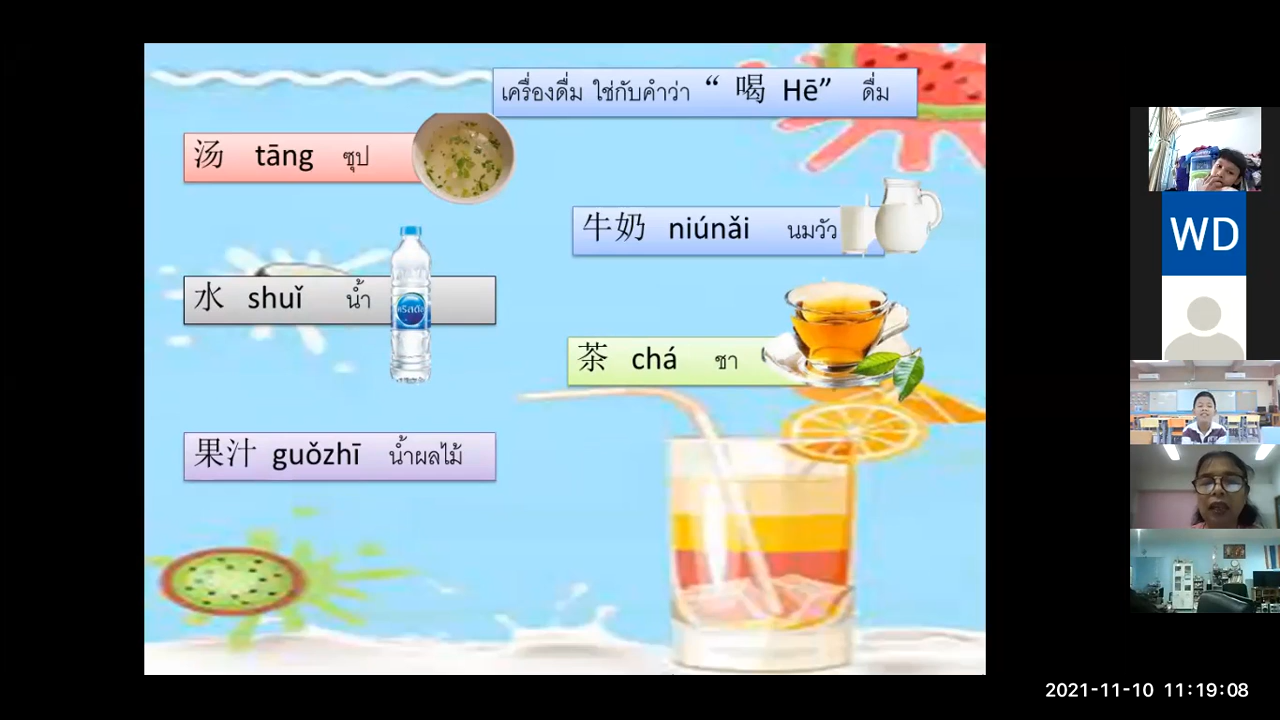 เครื่องดื่ม ใช่กับคำว่า “ 喝 Hē” ดื่ม
汤 tāng ซุป
牛奶 niúnǎi นมวัว
水 shuǐ น้ำ
茶 chá ชา
果汁 guǒzhī น้ำผลไม้
WD
2021-11-10 11:19:08